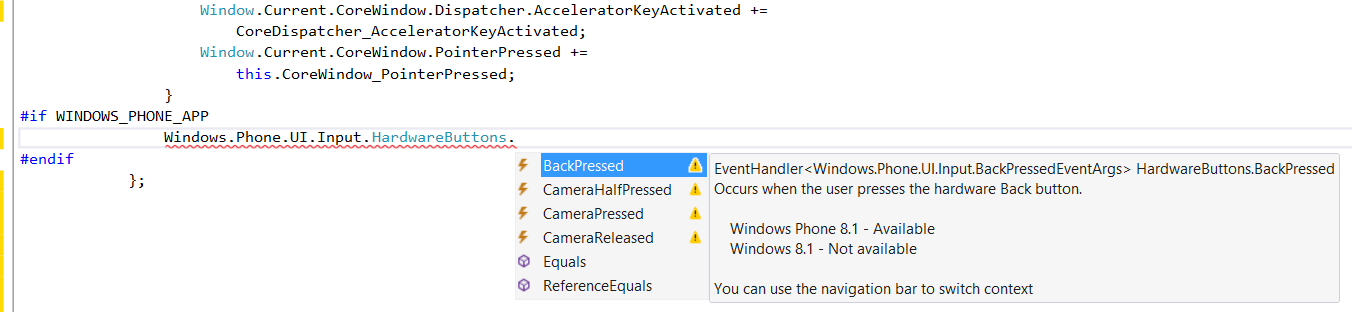 Window.Current.CoreWindow.Dispatcher.AcceleratorKeyActivated +=
CoreDispatcher_AcceleratorKeyActivated;
Window.Current.CoreWindow.PointerPressed +=
this.CoreWindow_PointerPressed;
}
#if WINDOWS_PHONE_APP
Windows.Phone.UI.Input.HardwareButtons.
#endif
};
BackPressed
CameraHalfPressed
CameraPressed
CameraReleased
Equals
ReferenceEquals
EventHandler<Windows.Phone.UI.Input.BackPressedEventArgs> HardwareButtons.BackPressed
Occurs when the user presses the hardware Back button.
Windows Phone 8.1 - Available
Windows 8.1 - Not available
You can use the navigation bar to switch context